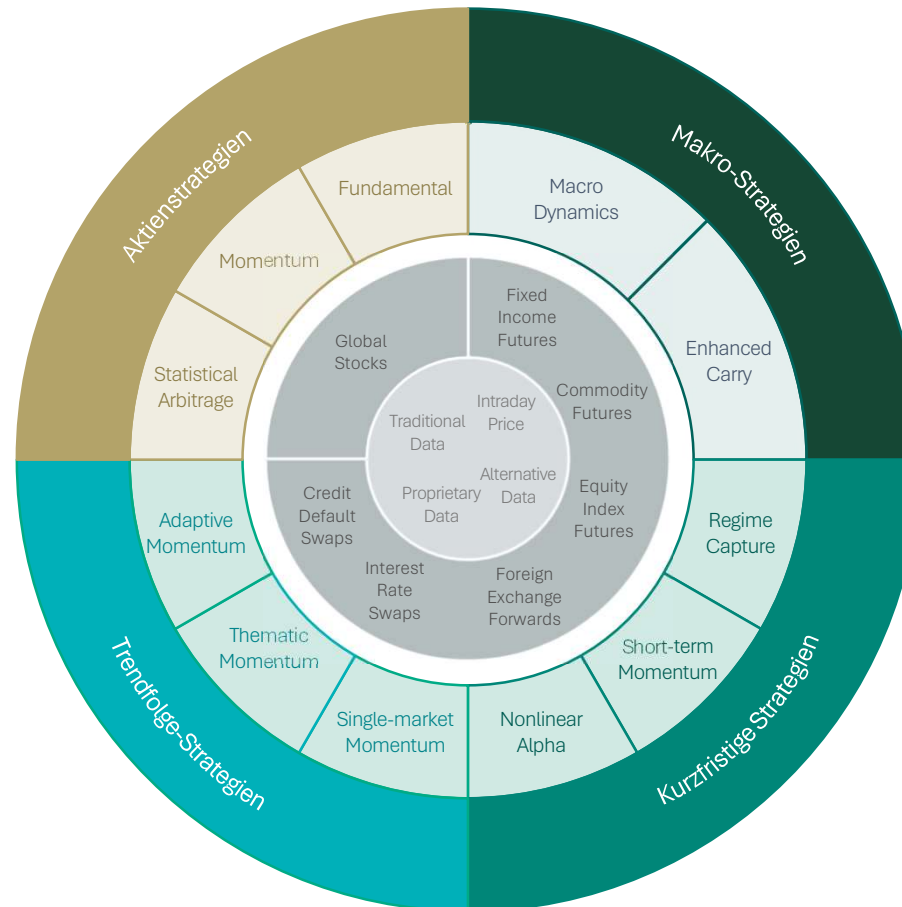 Aktienstrategien
Makro-Strategien
Fundamental
Momentum
Statistical
Arbitrage
Macro
Dynamics
Enhanced
Carry
Global
Stocks
Fixed
Income
Futures
Commodity
Futures
Equity
Index
Futures
Foreign
Exchange
Forwards
Interest
Rate
Swaps
Credit
Default
Swaps
Traditional
Data
Intraday
Price
Alternative
Data
Proprietary
Data
Adaptive
Momentum
Thematic
Momentum
Single-market
Momentum
Nonlinear
Alpha
Short-term
Momentum
Regime
Capture
Trendfolge-Strategien
Kurzfristige Strategien